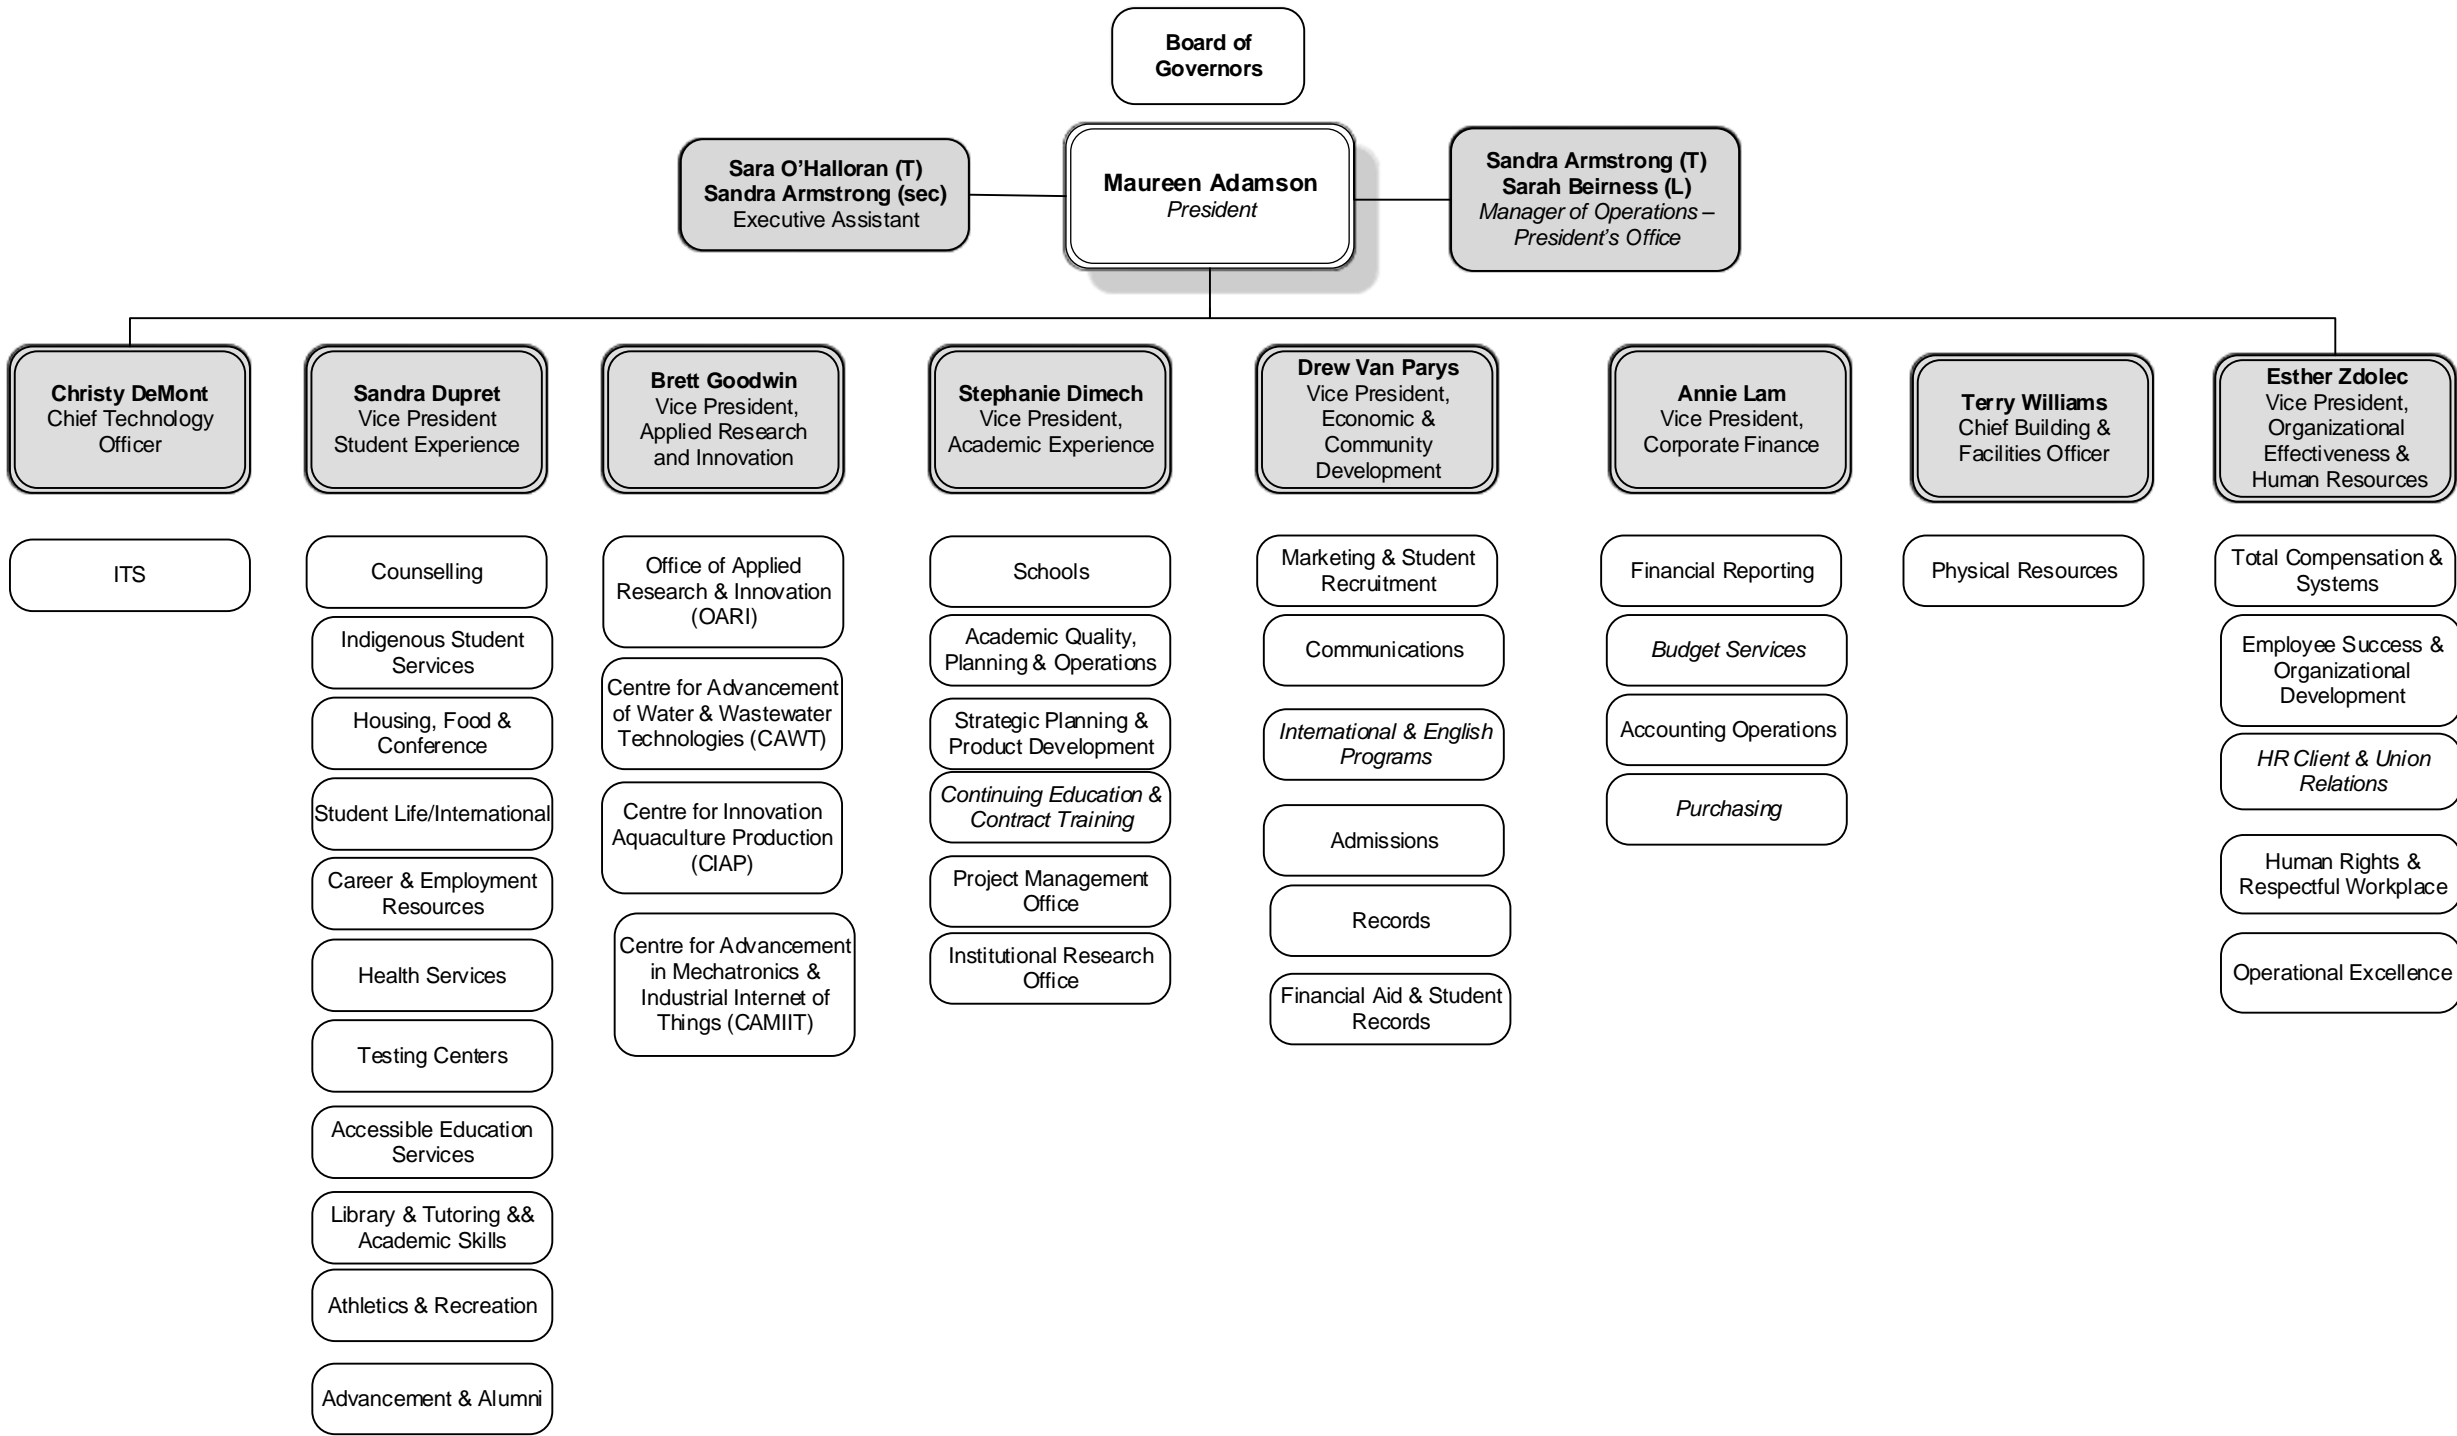 Board of
Governors
Sara O'Halloran (T)
Sandra Armstrong (sec)
Executive Assistant
Maureen Adamson
President
Sandra Armstrong (T)
Sarah Beirness (L)
Manager of Operations –
President's Office
Christy DeMont
Chief Technology
Officer
ITS
Sandra Dupret
Vice President
Student Experience
Counselling
Indigenous Student
Services
Housing, Food &
Conference
Student Life/International
Career & Employment
Resources
Health Services
Testing Centers
Accessible Education
Services
Library & Tutoring &&
Academic Skills
Athletics & Recreation
Advancement & Alumni
Brett Goodwin
Vice President,
Applied Research
and Innovation
Office of Applied
Research & Innovation
(OARI)
Centre for Advancement
of Water & Wastewater
Technologies (CAWT)
Centre for Innovation
Aquaculture Production
(CIAP)
Centre for Advancement
in Mechatronics &
Industrial Internet of
Things (CAMIIT)
Stephanie Dimech
Vice President,
Academic Experience
Schools
Academic Quality,
Planning & Operations
Strategic Planning &
Product Development
Continuing Education &
Contract Training
Project Management
Office
Institutional Research
Office
Drew Van Parys
Vice President,
Economic &
Community
Development
Marketing & Student
Recruitment
Communications
International & English
Programs
Admissions
Records
Financial Aid & Student
Records
Annie Lam
Vice President,
Corporate Finance
Financial Reporting
Budget Services
Accounting Operations
Purchasing
Terry Williams
Chief Building &
Facilities Officer
Physical Resources
Esther Zdolec
Vice President,
Organizational
Effectiveness &
Human Resources
Total Compensation &
Systems
Employee Success &
Organizational
Development
HR Client & Union
Relations
Human Rights &
Respectful Workplace
Operational Excellence